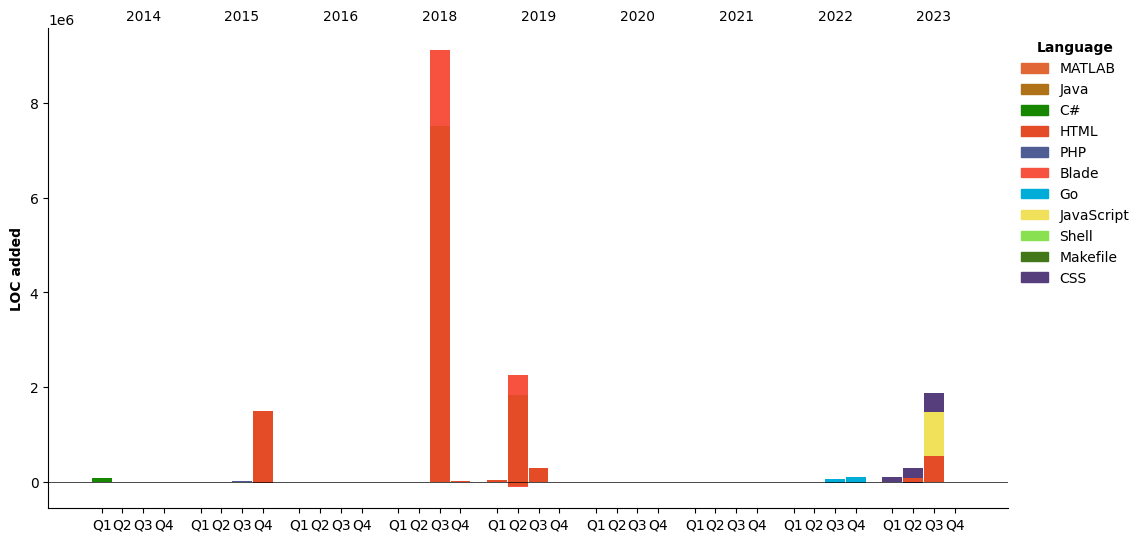 1e6
2014 2015 2016 2018 2019 2020 2021 2022 2023
LOC added
8
6
4
2
0
Q1 Q2 Q3 Q4 Q1 Q2 Q3 Q4 Q1 Q2 Q3 Q4 Q1 Q2 Q3 Q4 Q1 Q2 Q3 Q4 Q1 Q2 Q3 Q4 Q1 Q2 Q3 Q4 Q1 Q2 Q3 Q4 Q1 Q2 Q3 Q4
Language
MATLAB
Java
C#
HTML
PHP
Blade
Go
JavaScript
Shell
Makefile
CSS